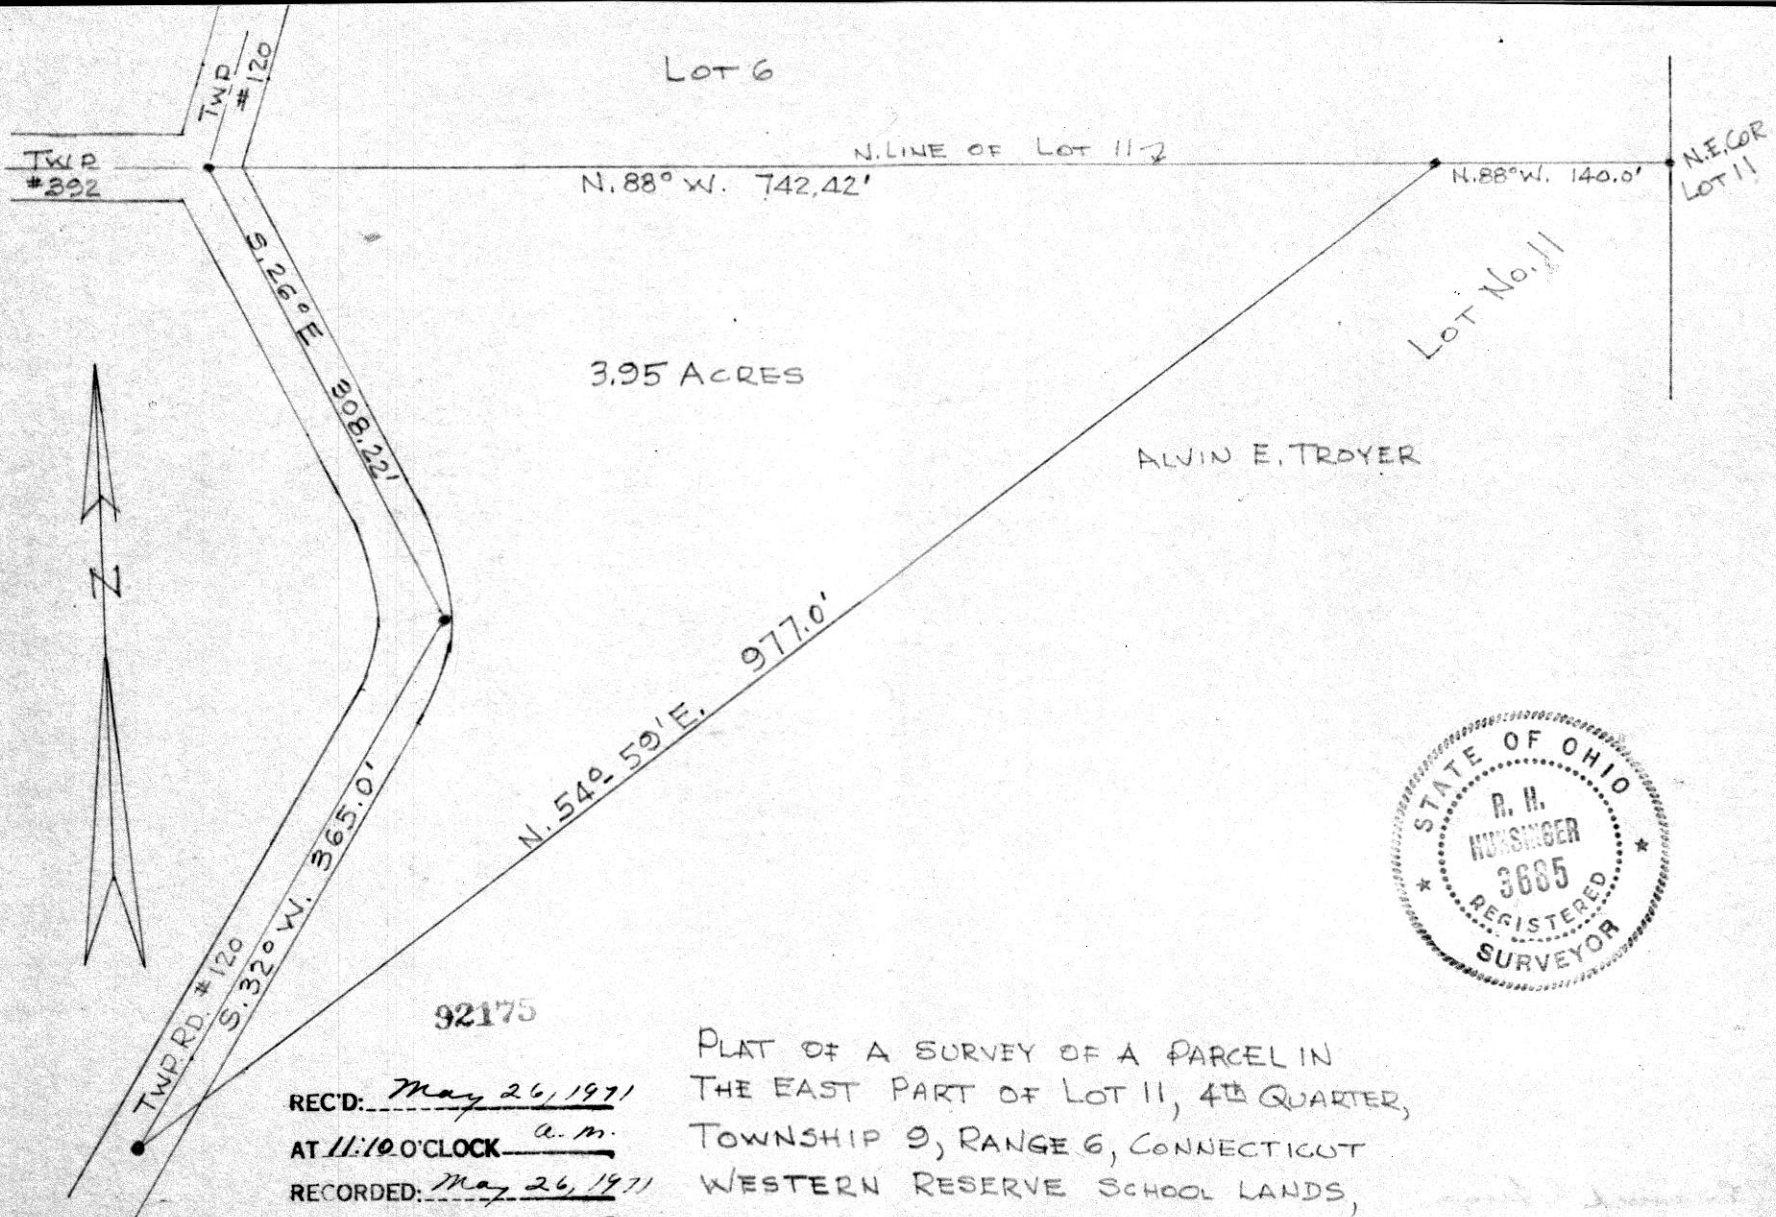 LOT 6
TWP
#120
TWP
#392
N. LINE OF LOT 11
N. 88° W. 742.42'
N. 88° W. 140.0'
N.E. COR
LOT 11
S. 26° E 308.22'
LOT No. 11
3.95 ACRES
ALVIN E. TROYER
N
N. 54° 59' E. 977.0'
S. 32° W. 365.0'
TWP. RD. #120
STATE OF OHIO
R. H.
HUNSINGER
3685
REGISTERED
SURVEYOR
92175
REC'D: May 26, 1971
AT 11:10 O'CLOCK a.m.
RECORDED: May 26, 1971
PLAT OF A SURVEY OF A PARCEL IN
THE EAST PART OF LOT 11, 4TH QUARTER,
TOWNSHIP 9, RANGE 6, CONNECTICUT
WESTERN RESERVE SCHOOL LANDS,